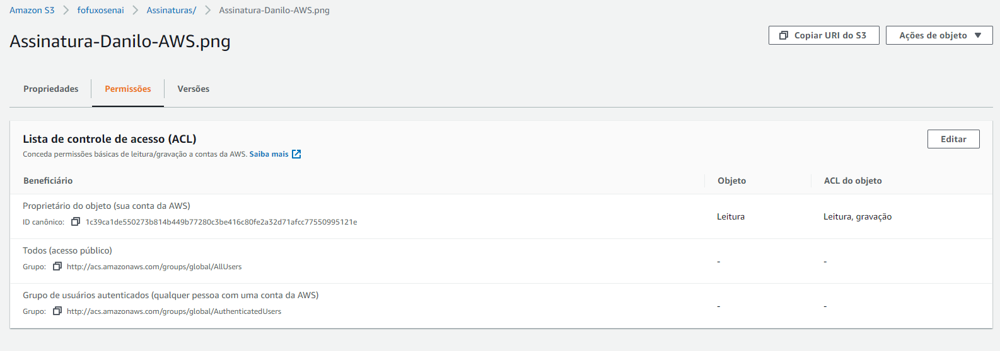 Amazon S3 > fofuxosenai > Assinaturas/ > Assinatura-Danilo-AWS.png
Assinatura-Danilo-AWS.png
Copiar URI do S3
Ações de objeto
Propriedades
Permissões
Versões
Lista de controle de acesso (ACL)
Editar
Conceda permissões básicas de leitura/gravação a contas da AWS. Saiba mais
Beneficiário
Objeto
ACL do objeto
Proprietário do objeto (sua conta da AWS)
ID canônico: 1c39ca1de550273b814b449b77280c3be416c80fe2a32d71afcc77550995121e
Leitura
Leitura, gravação
Todos (acesso público)
Grupo: http://acs.amazonaws.com/groups/global/AllUsers
-
-
Grupo de usuários autenticados (qualquer pessoa com uma conta da AWS)
Grupo: http://acs.amazonaws.com/groups/global/AuthenticatedUsers
-
-